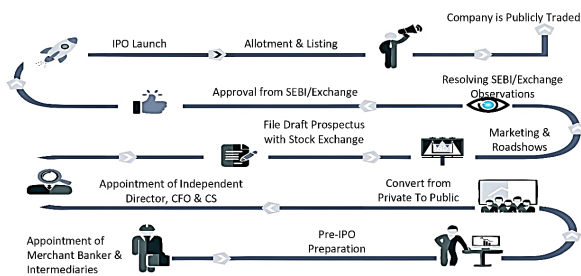 Company is Publicly Traded
IPO Launch
Allotment & Listing
Approval from SEBI/Exchange
Resolving SEBI/Exchange
Observations
File Draft Prospectus
with Stock Exchange
Marketing &
Roadshows
Appointment of Independent
Director, CFO & CS
Convert from
Private To Public
Appointment of
Merchant Banker &
Intermediaries
Pre-IPO
Preparation